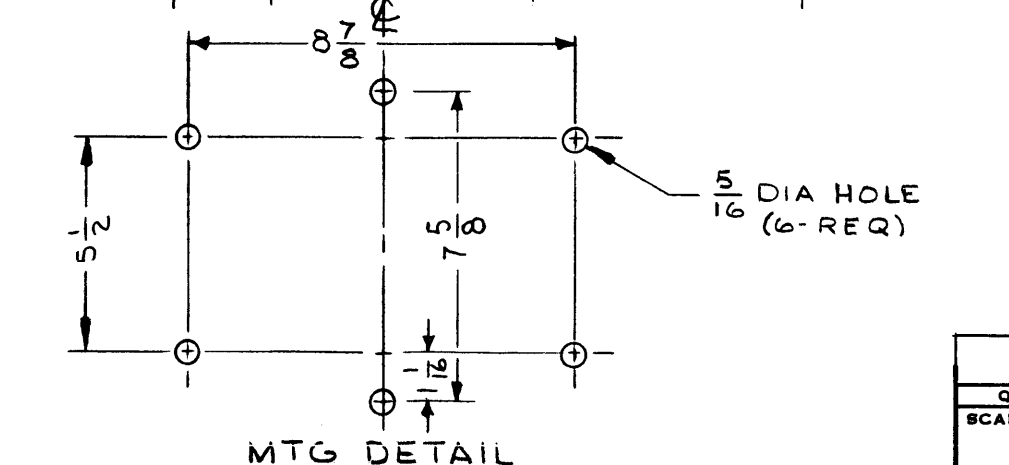 ℄
8 7/8
5/16 DIA HOLE
(6-REQ)
5 1/2
7 5/8
1 1/16
MTG DETAIL
SCA